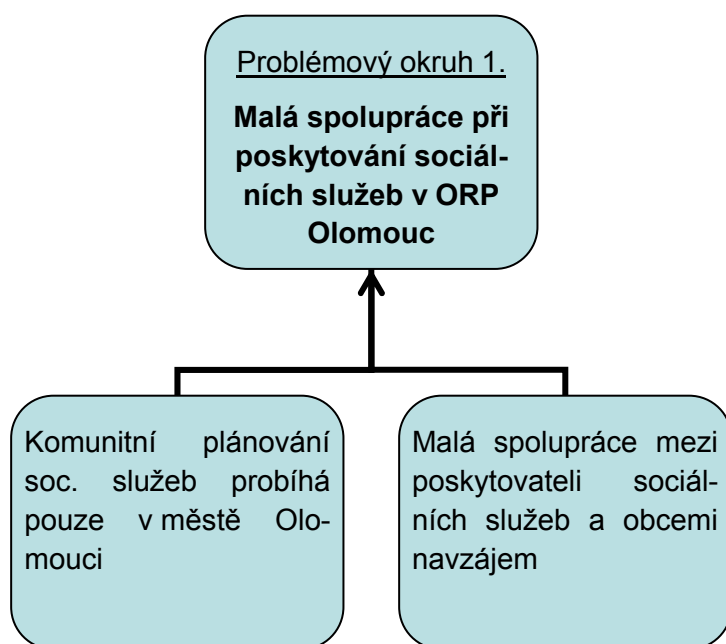 Problémový okruh 1.
Malá spolupráce při
poskytování sociál-
ních služeb v ORP
Olomouc
Komunitní plánování
soc. služeb probíhá
pouze v městě Olo-
mouci
Malá spolupráce mezi
poskytovateli sociál-
ních služeb a obcemi
navzájem